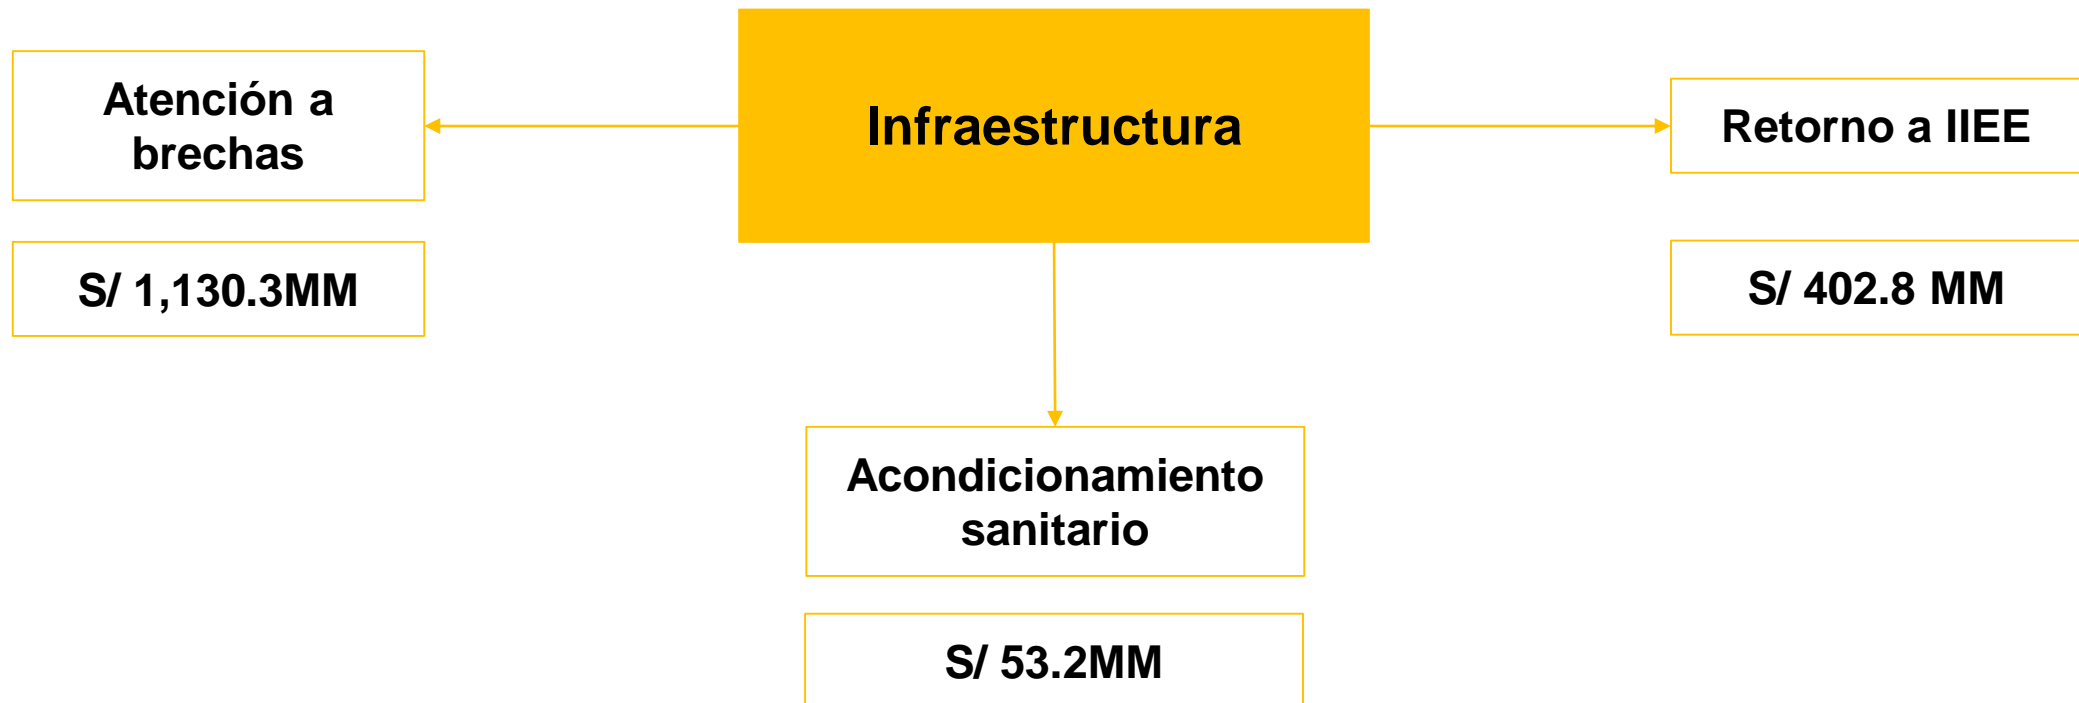 Atención a
brechas
S/ 1,130.3MM
Infraestructura
Acondicionamiento
sanitario
S/ 53.2MM
Retorno a IIEE
S/ 402.8 MM